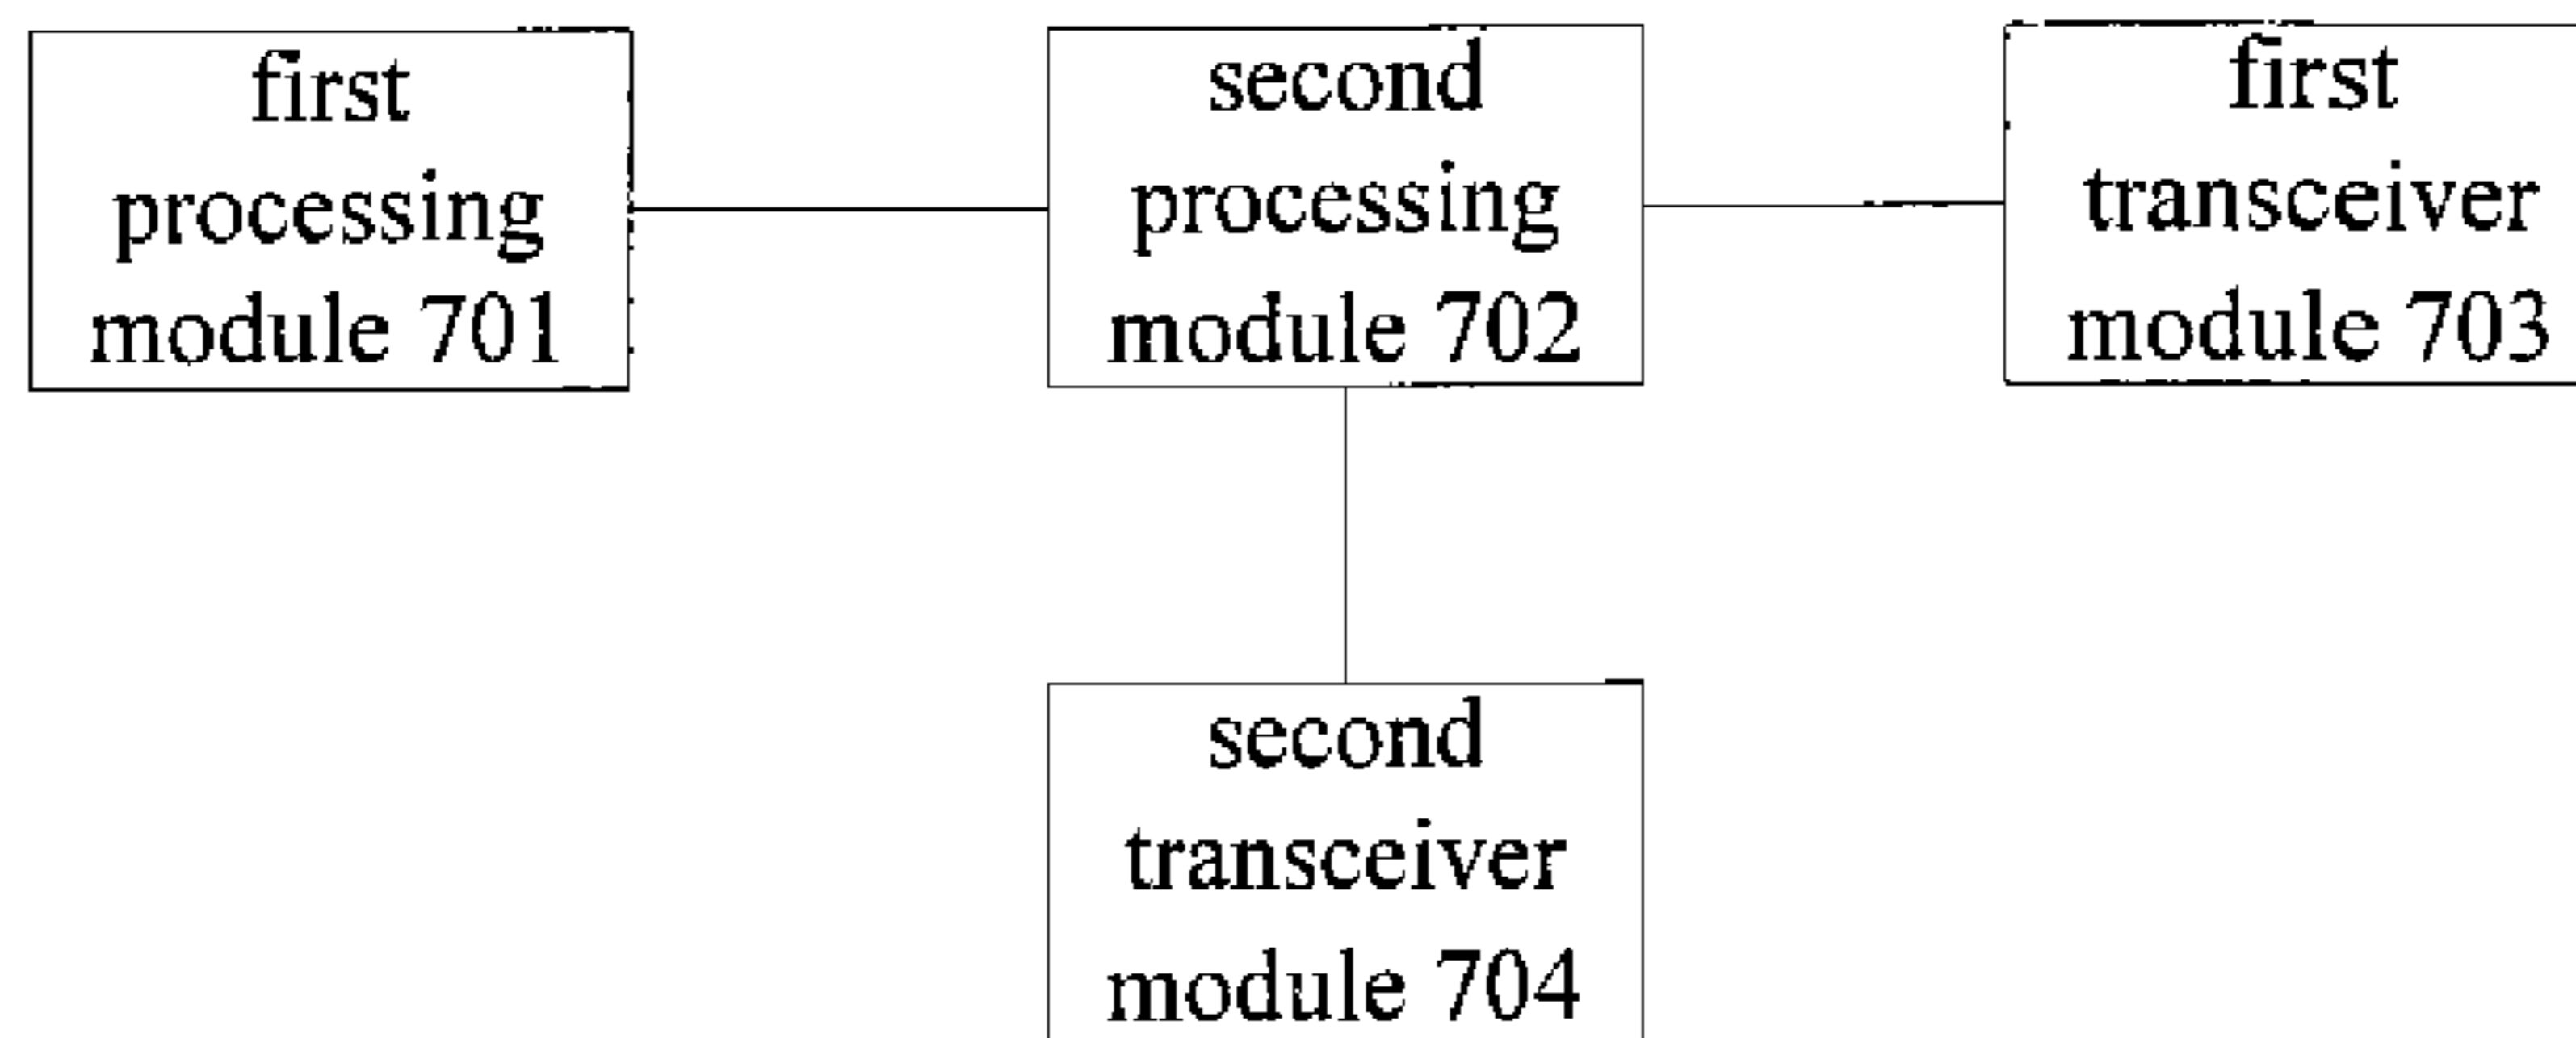 first
processing
module 701
second
processing
module 702
first
transceiver
module 703
second
transceiver
module 704